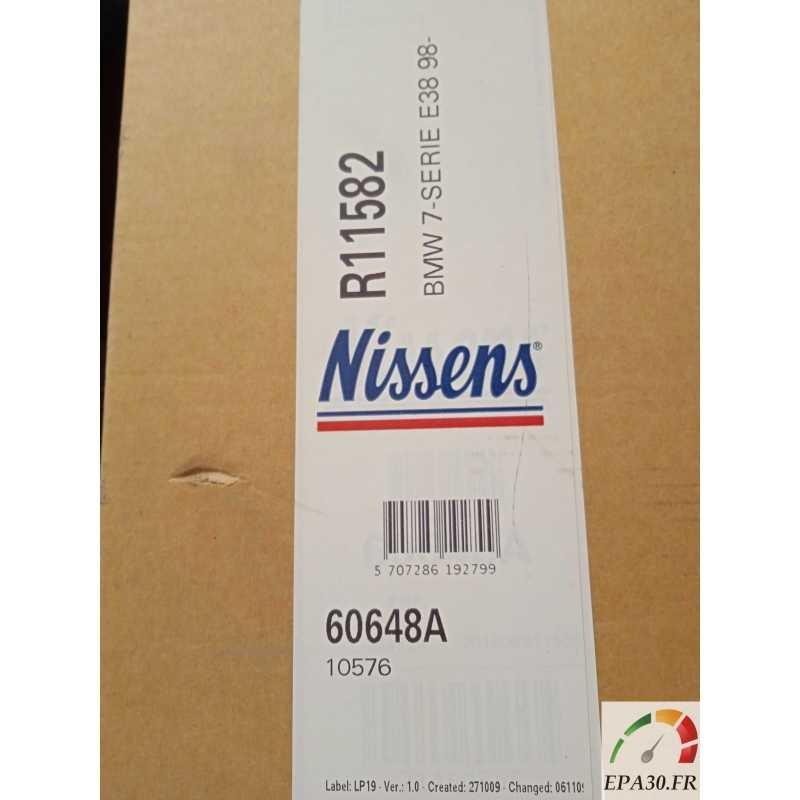 R11582
BMW 7-SERIE E38 98-
Nissens®
5 707286 192799
60648A
10576
Label: LP19 - Ver.: 1.0 - Created: 271009 - Changed: 06110
EPA30.FR